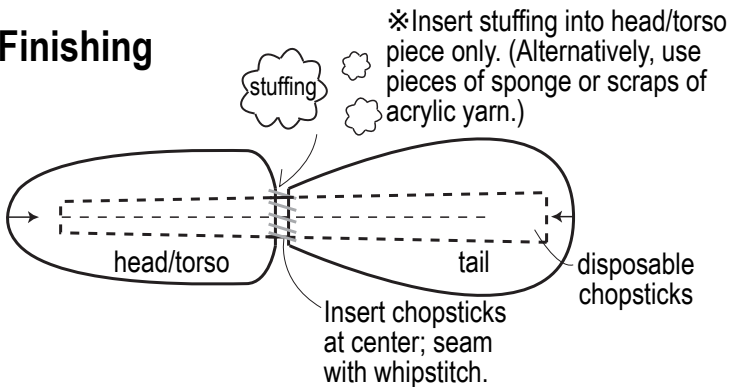 Finishing
※Insert stuffing into head/torso
piece only. (Alternatively, use
pieces of sponge or scraps of
acrylic yarn.)
stuffing
head/torso
tail
disposable
chopsticks
Insert chopsticks
at center; seam
with whipstitch.